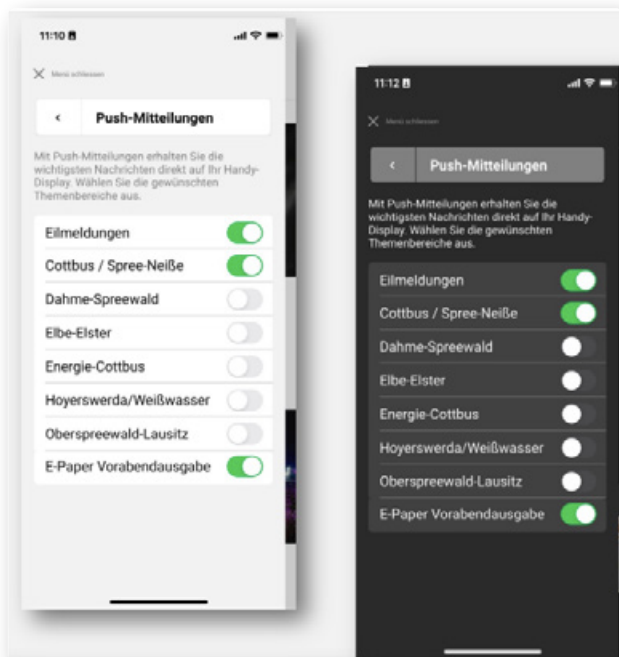 11:10
Menü schliessen
Push-Mitteilungen
Mit Push-Mitteilungen erhalten Sie die
wichtigsten Nachrichten direkt auf Ihr Handy-
Display. Wählen Sie die gewünschten
Themenbereiche aus.
Eilmeldungen
Cottbus / Spree-Neiße
Dahme-Spreewald
Elbe-Elster
Energie-Cottbus
Hoyerswerda/Weißwasser
Oberspreewald-Lausitz
E-Paper Vorabendausgabe
11:12
Menü schliessen
Push-Mitteilungen
Mit Push-Mitteilungen erhalten Sie die
wichtigsten Nachrichten direkt auf Ihr Handy-
Display. Wählen Sie die gewünschten
Themenbereiche aus.
Eilmeldungen
Cottbus / Spree-Neiße
Dahme-Spreewald
Elbe-Elster
Energie-Cottbus
Hoyerswerda/Weißwasser
Oberspreewald-Lausitz
E-Paper Vorabendausgabe